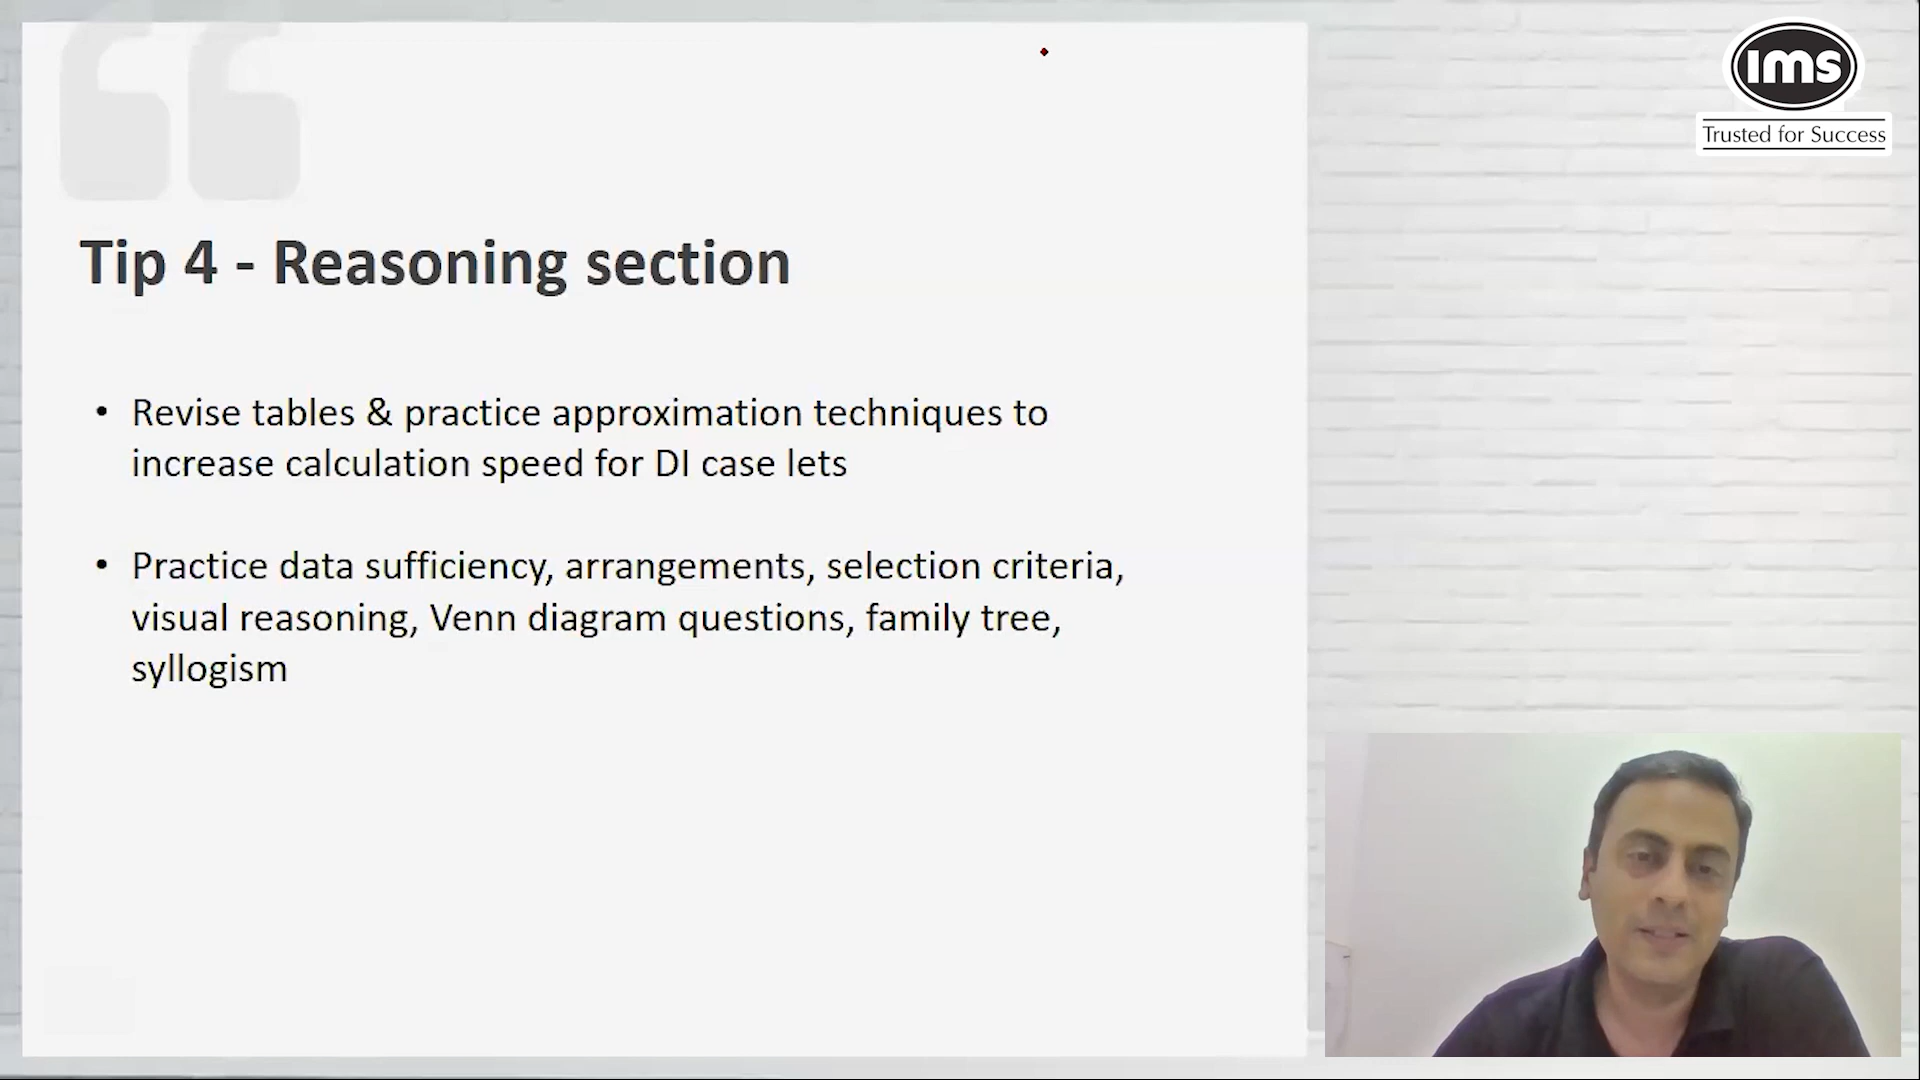 ims
Trusted for Success
Tip 4 - Reasoning section
• Revise tables & practice approximation techniques to
increase calculation speed for DI case lets
• Practice data sufficiency, arrangements, selection criteria,
visual reasoning, Venn diagram questions, family tree,
syllogism